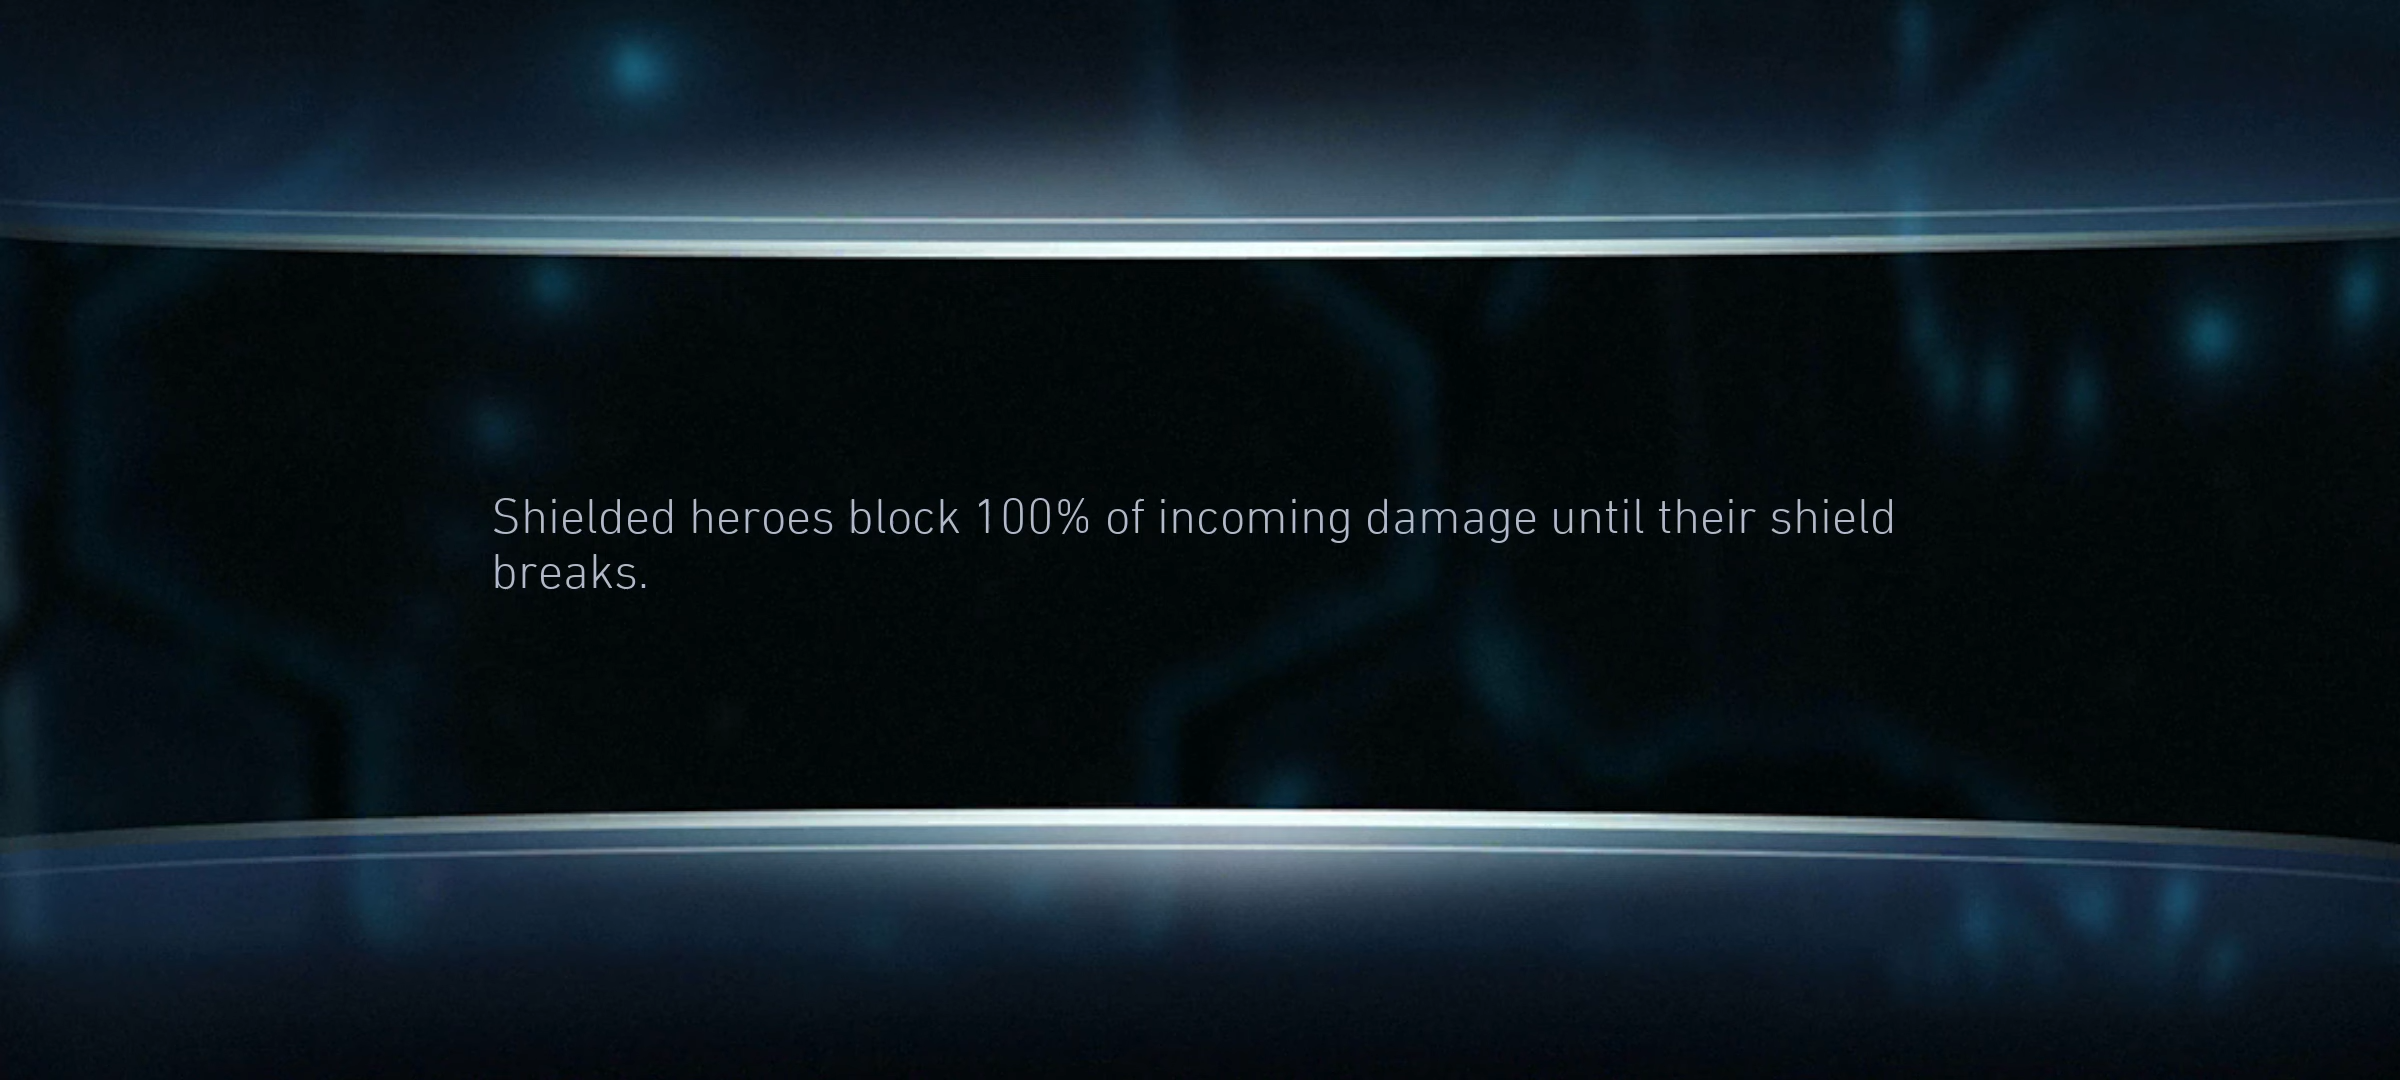 Shielded heroes block 100% of incoming damage until their shield
breaks.